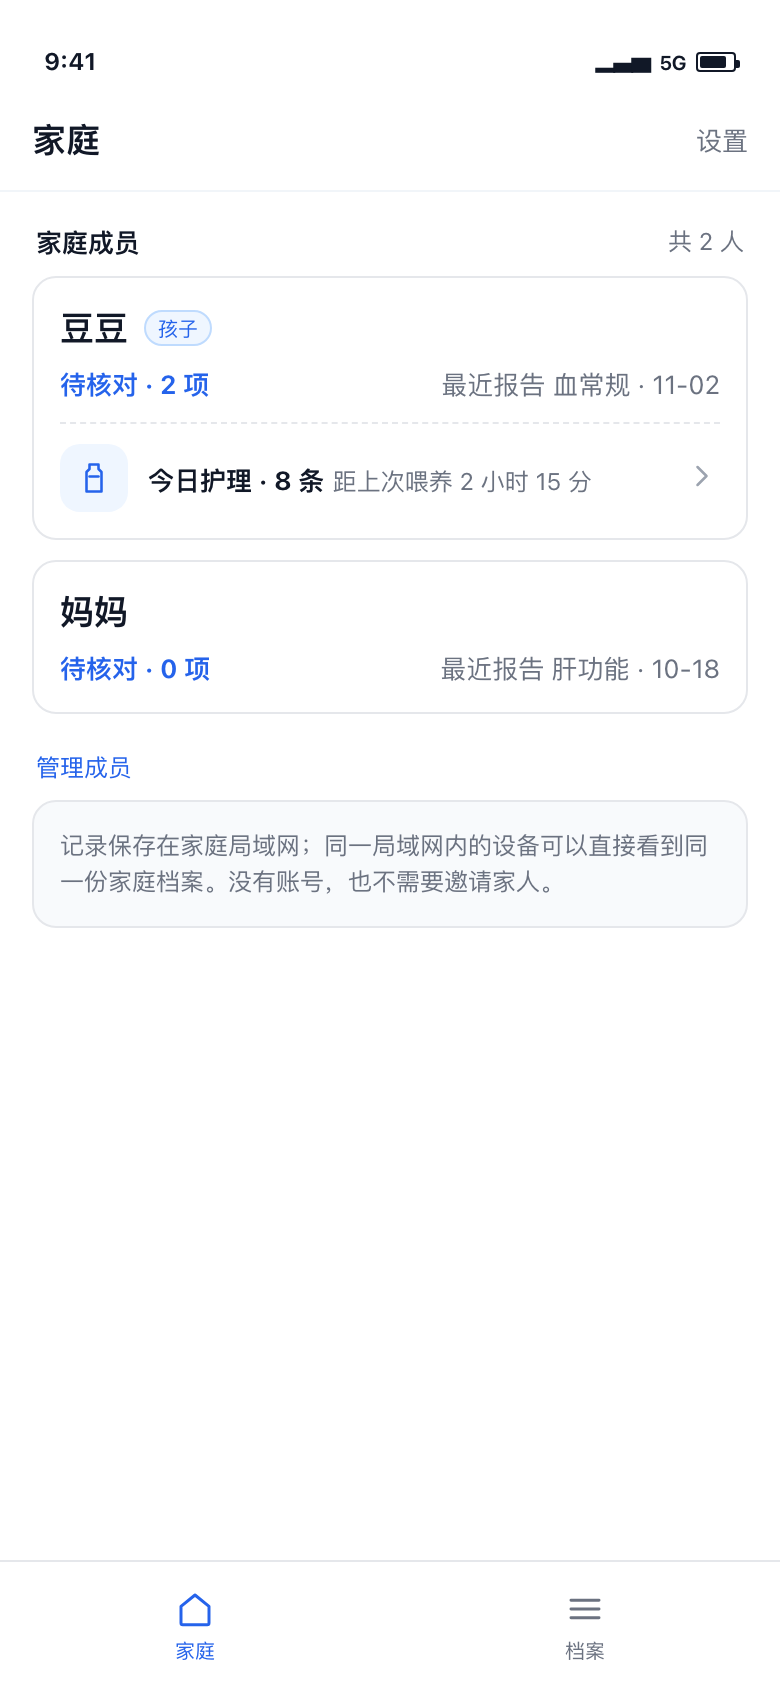 9:41 5G
家庭 设置
家庭成员 共 2 人
豆豆 孩子
待核对 · 2 项 最近报告 血常规 · 11-02
今日护理 · 8 条 距上次喂养 2 小时 15 分
妈妈
待核对 · 0 项 最近报告 肝功能 · 10-18
管理成员
记录保存在家庭局域网；同一局域网内的设备可以直接看到同
一份家庭档案。没有账号，也不需要邀请家人。
家庭 档案